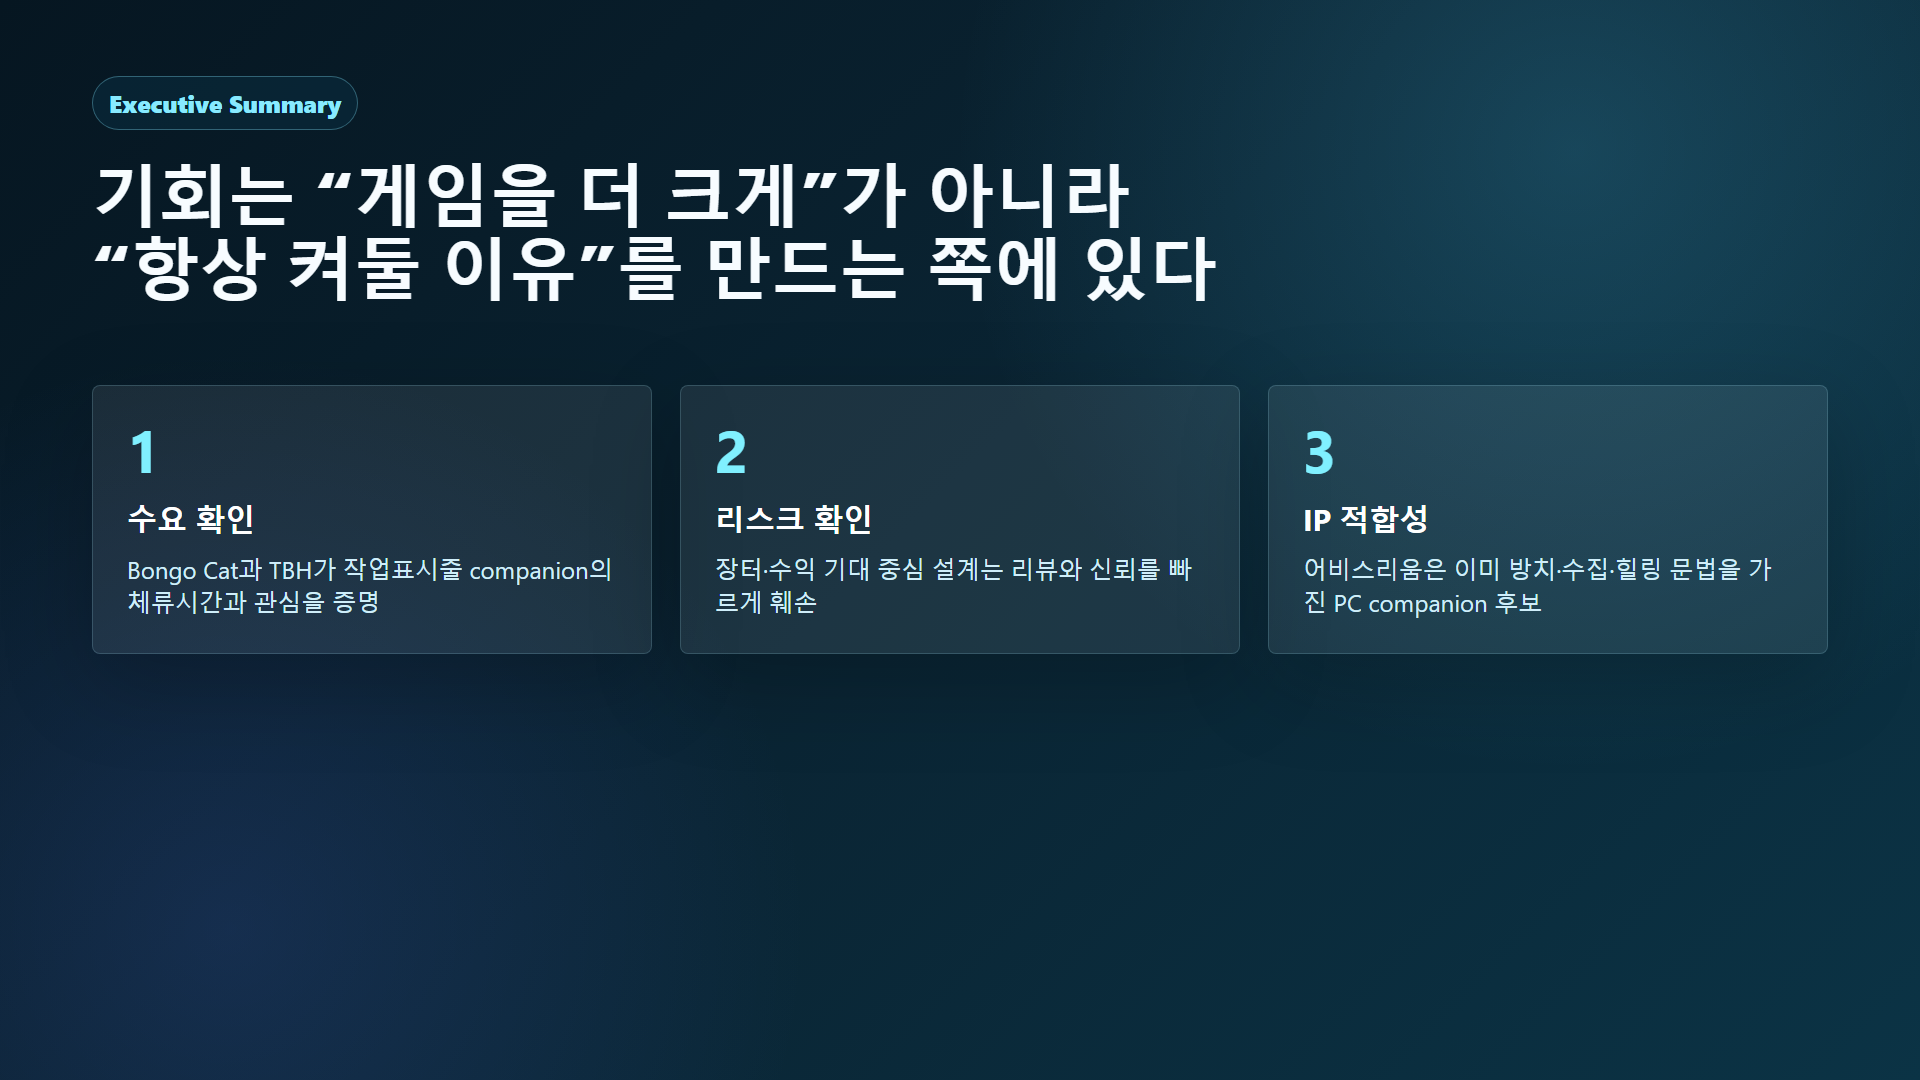 Executive Summary
기회는 “게임을 더 크게”가 아니라
“항상 켜둘 이유”를 만드는 쪽에 있다
1
수요 확인
Bongo Cat과 TBH가 작업표시줄 companion의
체류시간과 관심을 증명
2
리스크 확인
장터·수익 기대 중심 설계는 리뷰와 신뢰를 빠
르게 훼손
3
IP 적합성
어비스리움은 이미 방치·수집·힐링 문법을 가
진 PC companion 후보